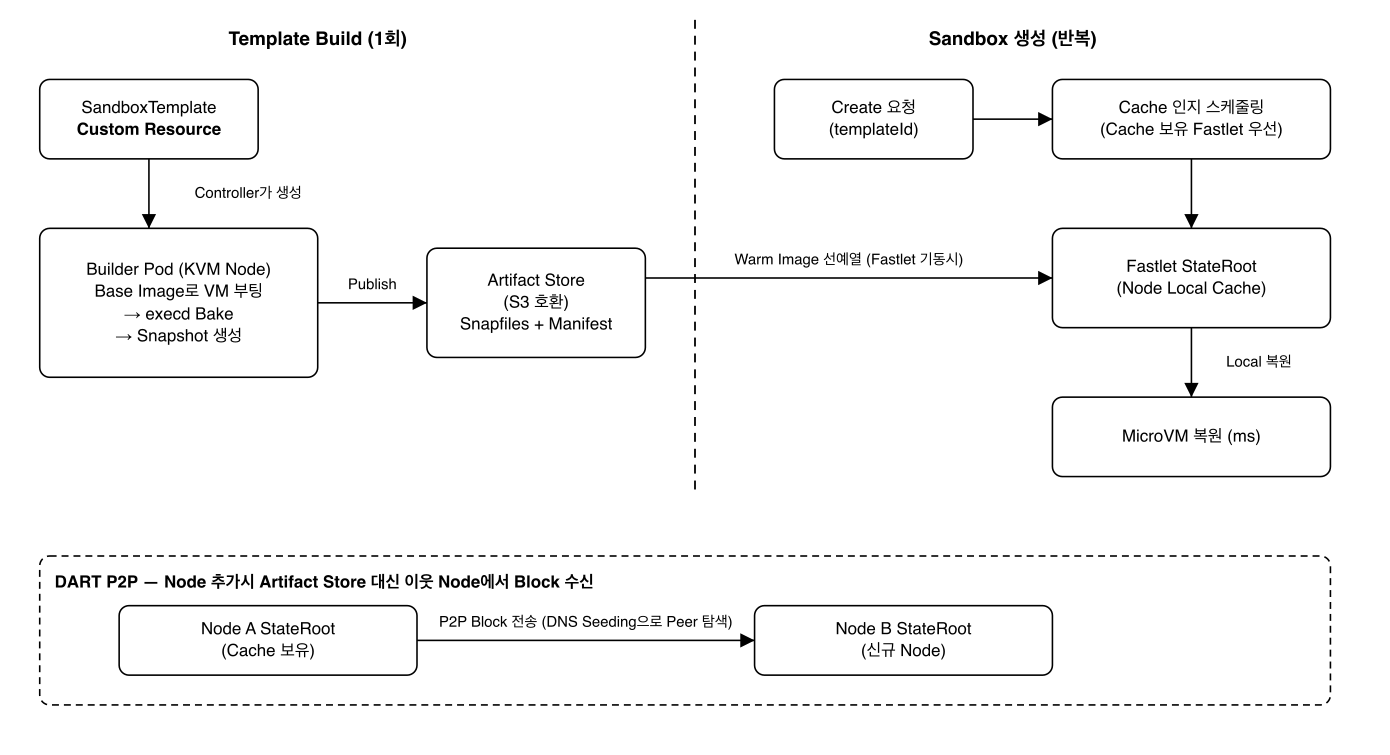 Template Build (1회)
SandboxTemplate
Custom Resource
Controller가 생성
Builder Pod (KVM Node)
Base Image로 VM 부팅
→ execd Bake
→ Snapshot 생성
Publish
Artifact Store
(S3 호환)
Snapfiles + Manifest
Sandbox 생성 (반복)
Create 요청
(templateId)
Cache 인지 스케줄링
(Cache 보유 Fastlet 우선)
Warm Image 선예열 (Fastlet 기동시)
Fastlet StateRoot
(Node Local Cache)
Local 복원
MicroVM 복원 (ms)
DART P2P — Node 추가시 Artifact Store 대신 이웃 Node에서 Block 수신
Node A StateRoot
(Cache 보유)
P2P Block 전송 (DNS Seeding으로 Peer 탐색)
Node B StateRoot
(신규 Node)